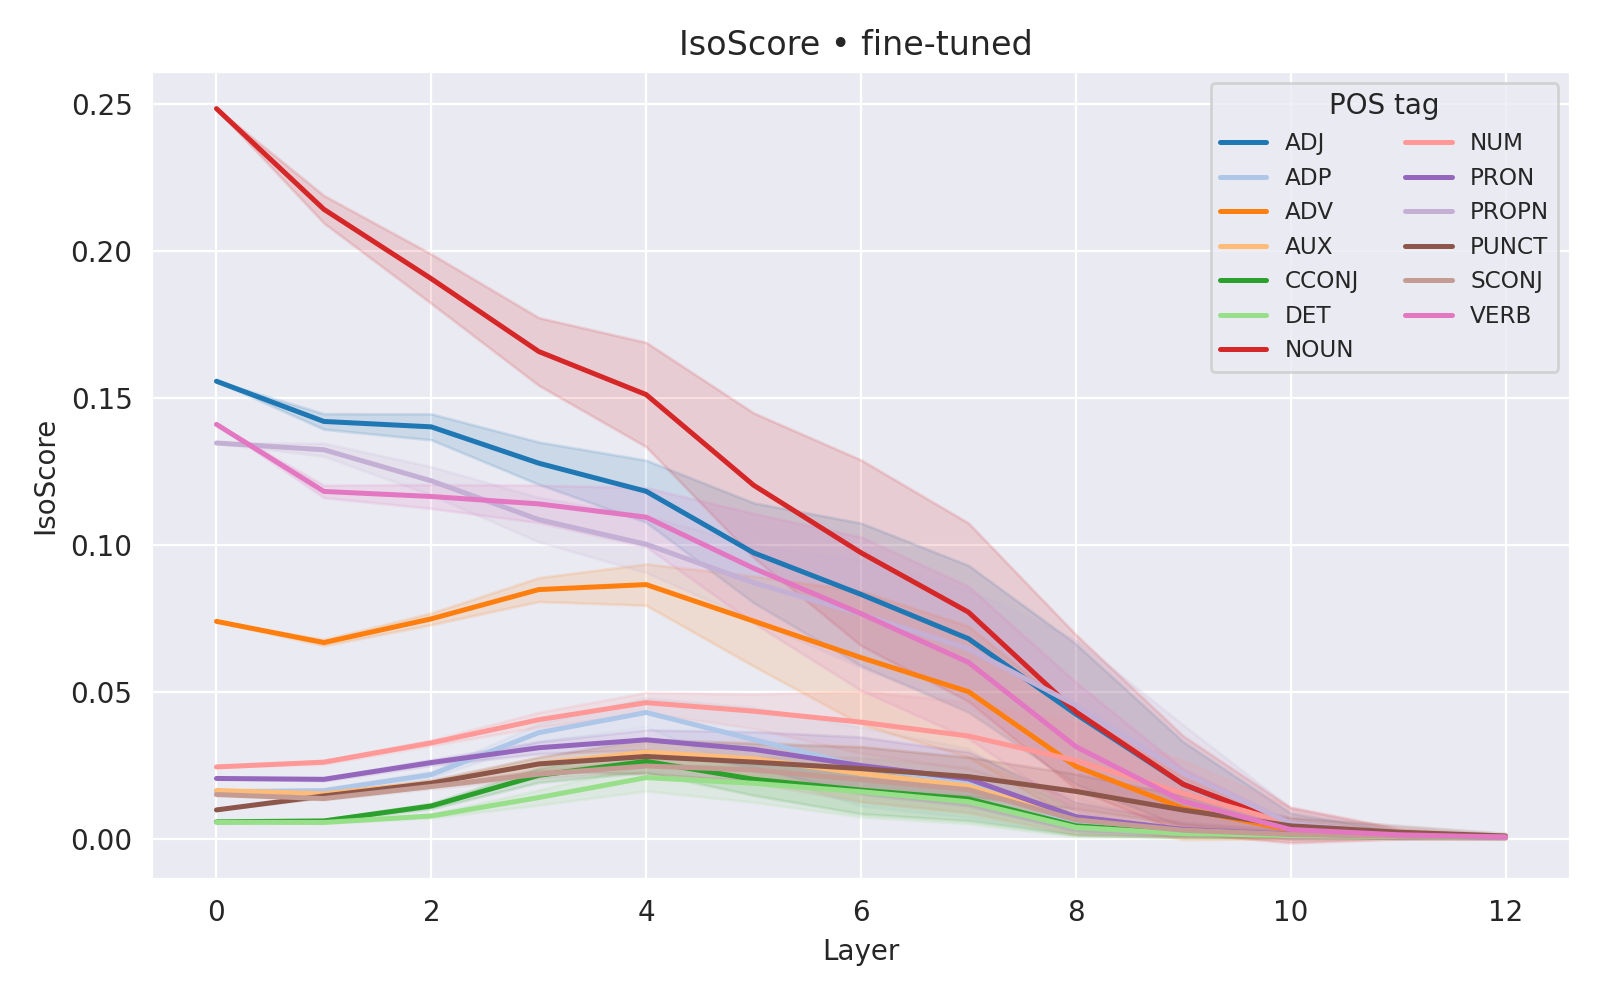 IsoScore • fine-tuned
POS tag
ADJ
ADP
ADV
AUX
CCONJ
DET
NOUN
NUM
PRON
PROPN
PUNCT
SCONJ
VERB
IsoScore
0.25
0.20
0.15
0.10
0.05
0.00
0 2 4 6 8 10 12
Layer